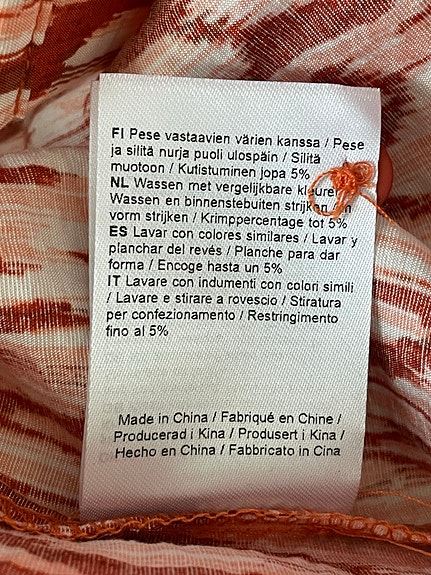 FI Pese vastaavien värien kanssa / Pese
ja silitä nurja puoli ulospäin / Silitä
muotoon / Kutistuminen jopa 5%
NL Wassen met vergelijkbare kleuren
Wassen en binnenstebuiten strijken / In
vorm strijken / Krimppercentage tot 5%
ES Lavar con colores similares / Lavar y
planchar del revés / Planche para dar
forma / Encoge hasta un 5%
IT Lavare con indumenti con colori simili
/ Lavare e stirare a rovescio / Stiratura
per confezionamento / Restringimento
fino al 5%
Made in China / Fabriqué en Chine /
Producerad i Kina / Produsert i Kina /
Hecho en China / Fabbricato in Cina